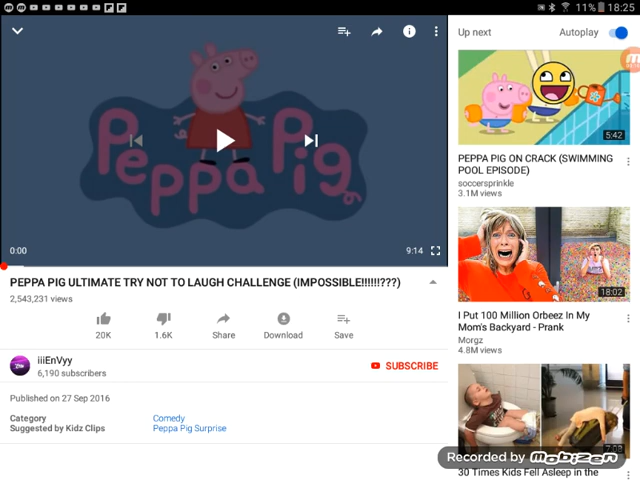 11% 18:25
Up next
Autoplay
Peppa Pig
0:00
9:14
5:42
PEPPA PIG ON CRACK (SWIMMING
POOL EPISODE)
soccersprinkle
3.1M views
PEPPA PIG ULTIMATE TRY NOT TO LAUGH CHALLENGE (IMPOSSIBLE!!!!!!???)
2,543,231 views
20K
1.6K
Share
Download
Save
18:02
I Put 100 Million Orbeez In My
Mom's Backyard - Prank
Morgz
4.8M views
iiiEnVyy
6,190 subscribers
SUBSCRIBE
Published on 27 Sep 2016
Category
Comedy
Suggested by Kidz Clips
Peppa Pig Surprise
7:08
Recorded by Mobizen
30 Times Kids Fell Asleep in the